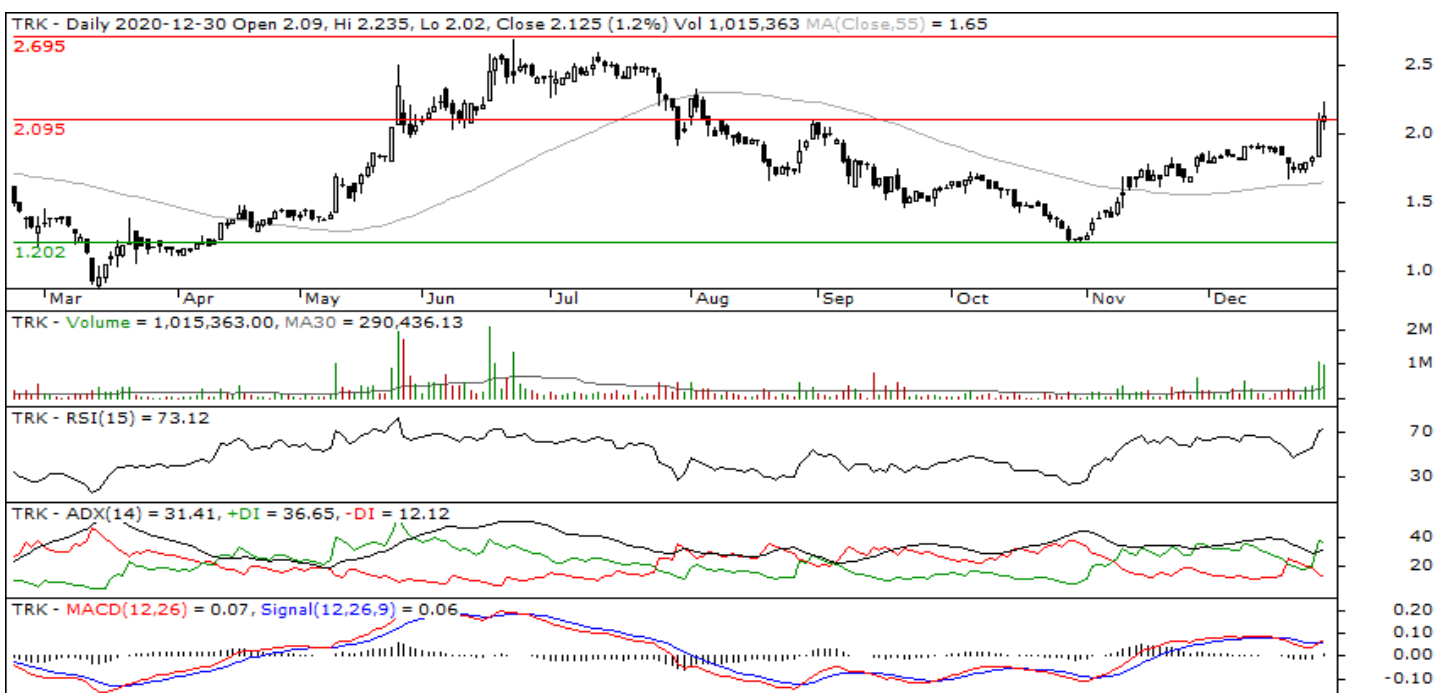 TRK - Daily 2020-12-30 Open 2.09, Hi 2.235, Lo 2.02, Close 2.125 (1.2%) Vol 1,015,363 MA(Close,55) = 1.65
2.695
2.5
2.095
2.0
1.5
1.202
1.0
Mar Apr May Jun Jul Aug Sep Oct Nov Dec
TRK - Volume = 1,015,363.00, MA30 = 290,436.13
2M
1M
TRK - RSI(15) = 73.12
70
30
TRK - ADX(14) = 31.41, +DI = 36.65, -DI = 12.12
40
20
TRK - MACD(12,26) = 0.07, Signal(12,26,9) = 0.06
0.20
0.10
0.00
-0.10